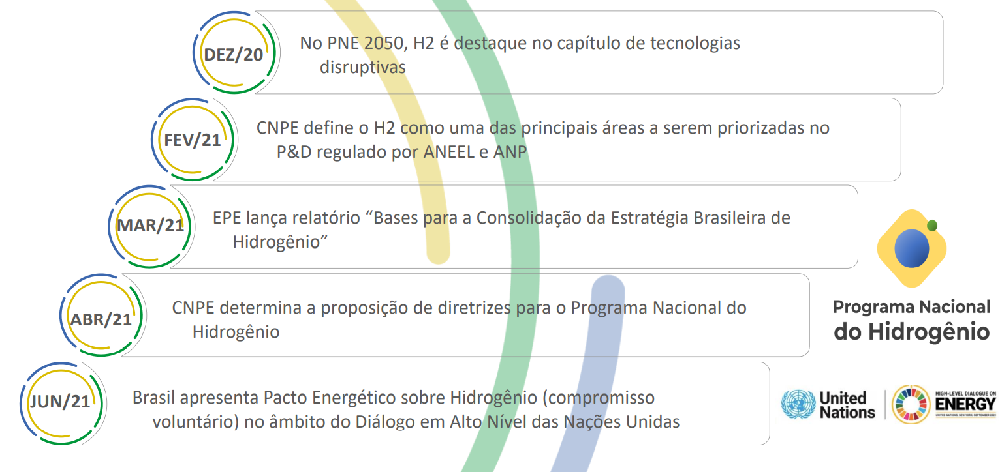 DEZ/20
No PNE 2050, H2 é destaque no capítulo de tecnologias
disruptivas
FEV/21
CNPE define o H2 como uma das principais áreas a serem priorizadas no
P&D regulado por ANEEL e ANP
MAR/21
EPE lança relatório “Bases para a Consolidação da Estratégia Brasileira de
Hidrogênio”
ABR/21
CNPE determina a proposição de diretrizes para o Programa Nacional do
Hidrogênio
Programa Nacional
do Hidrogênio
JUN/21
Brasil apresenta Pacto Energético sobre Hidrogênio (compromisso
voluntário) no âmbito do Diálogo em Alto Nível das Nações Unidas
United
Nations
HIGH-LEVEL DIALOGUE ON
ENERGY
UNITED NATIONS, NEW YORK, SEPTEMBER 2021